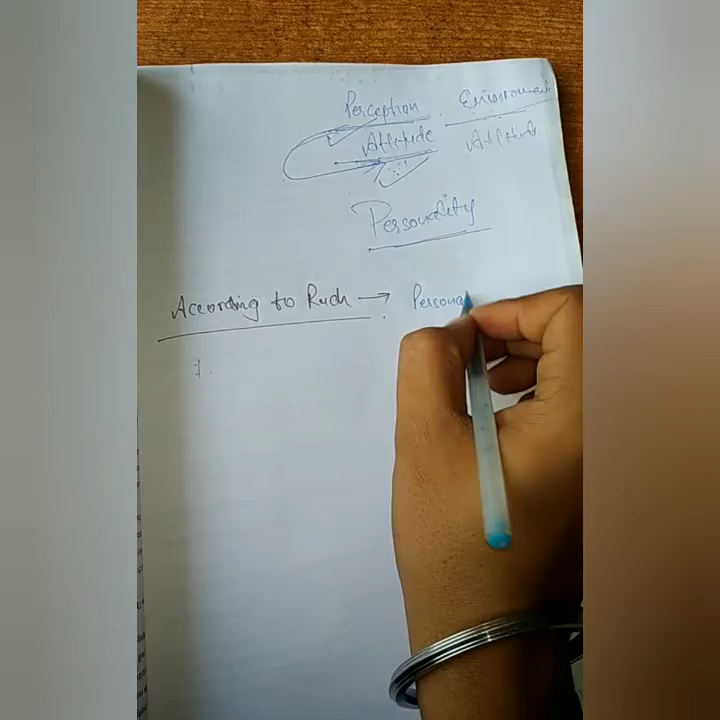 Perception Environment
Attitude Attitude
Personality
According to Ruch → Persona